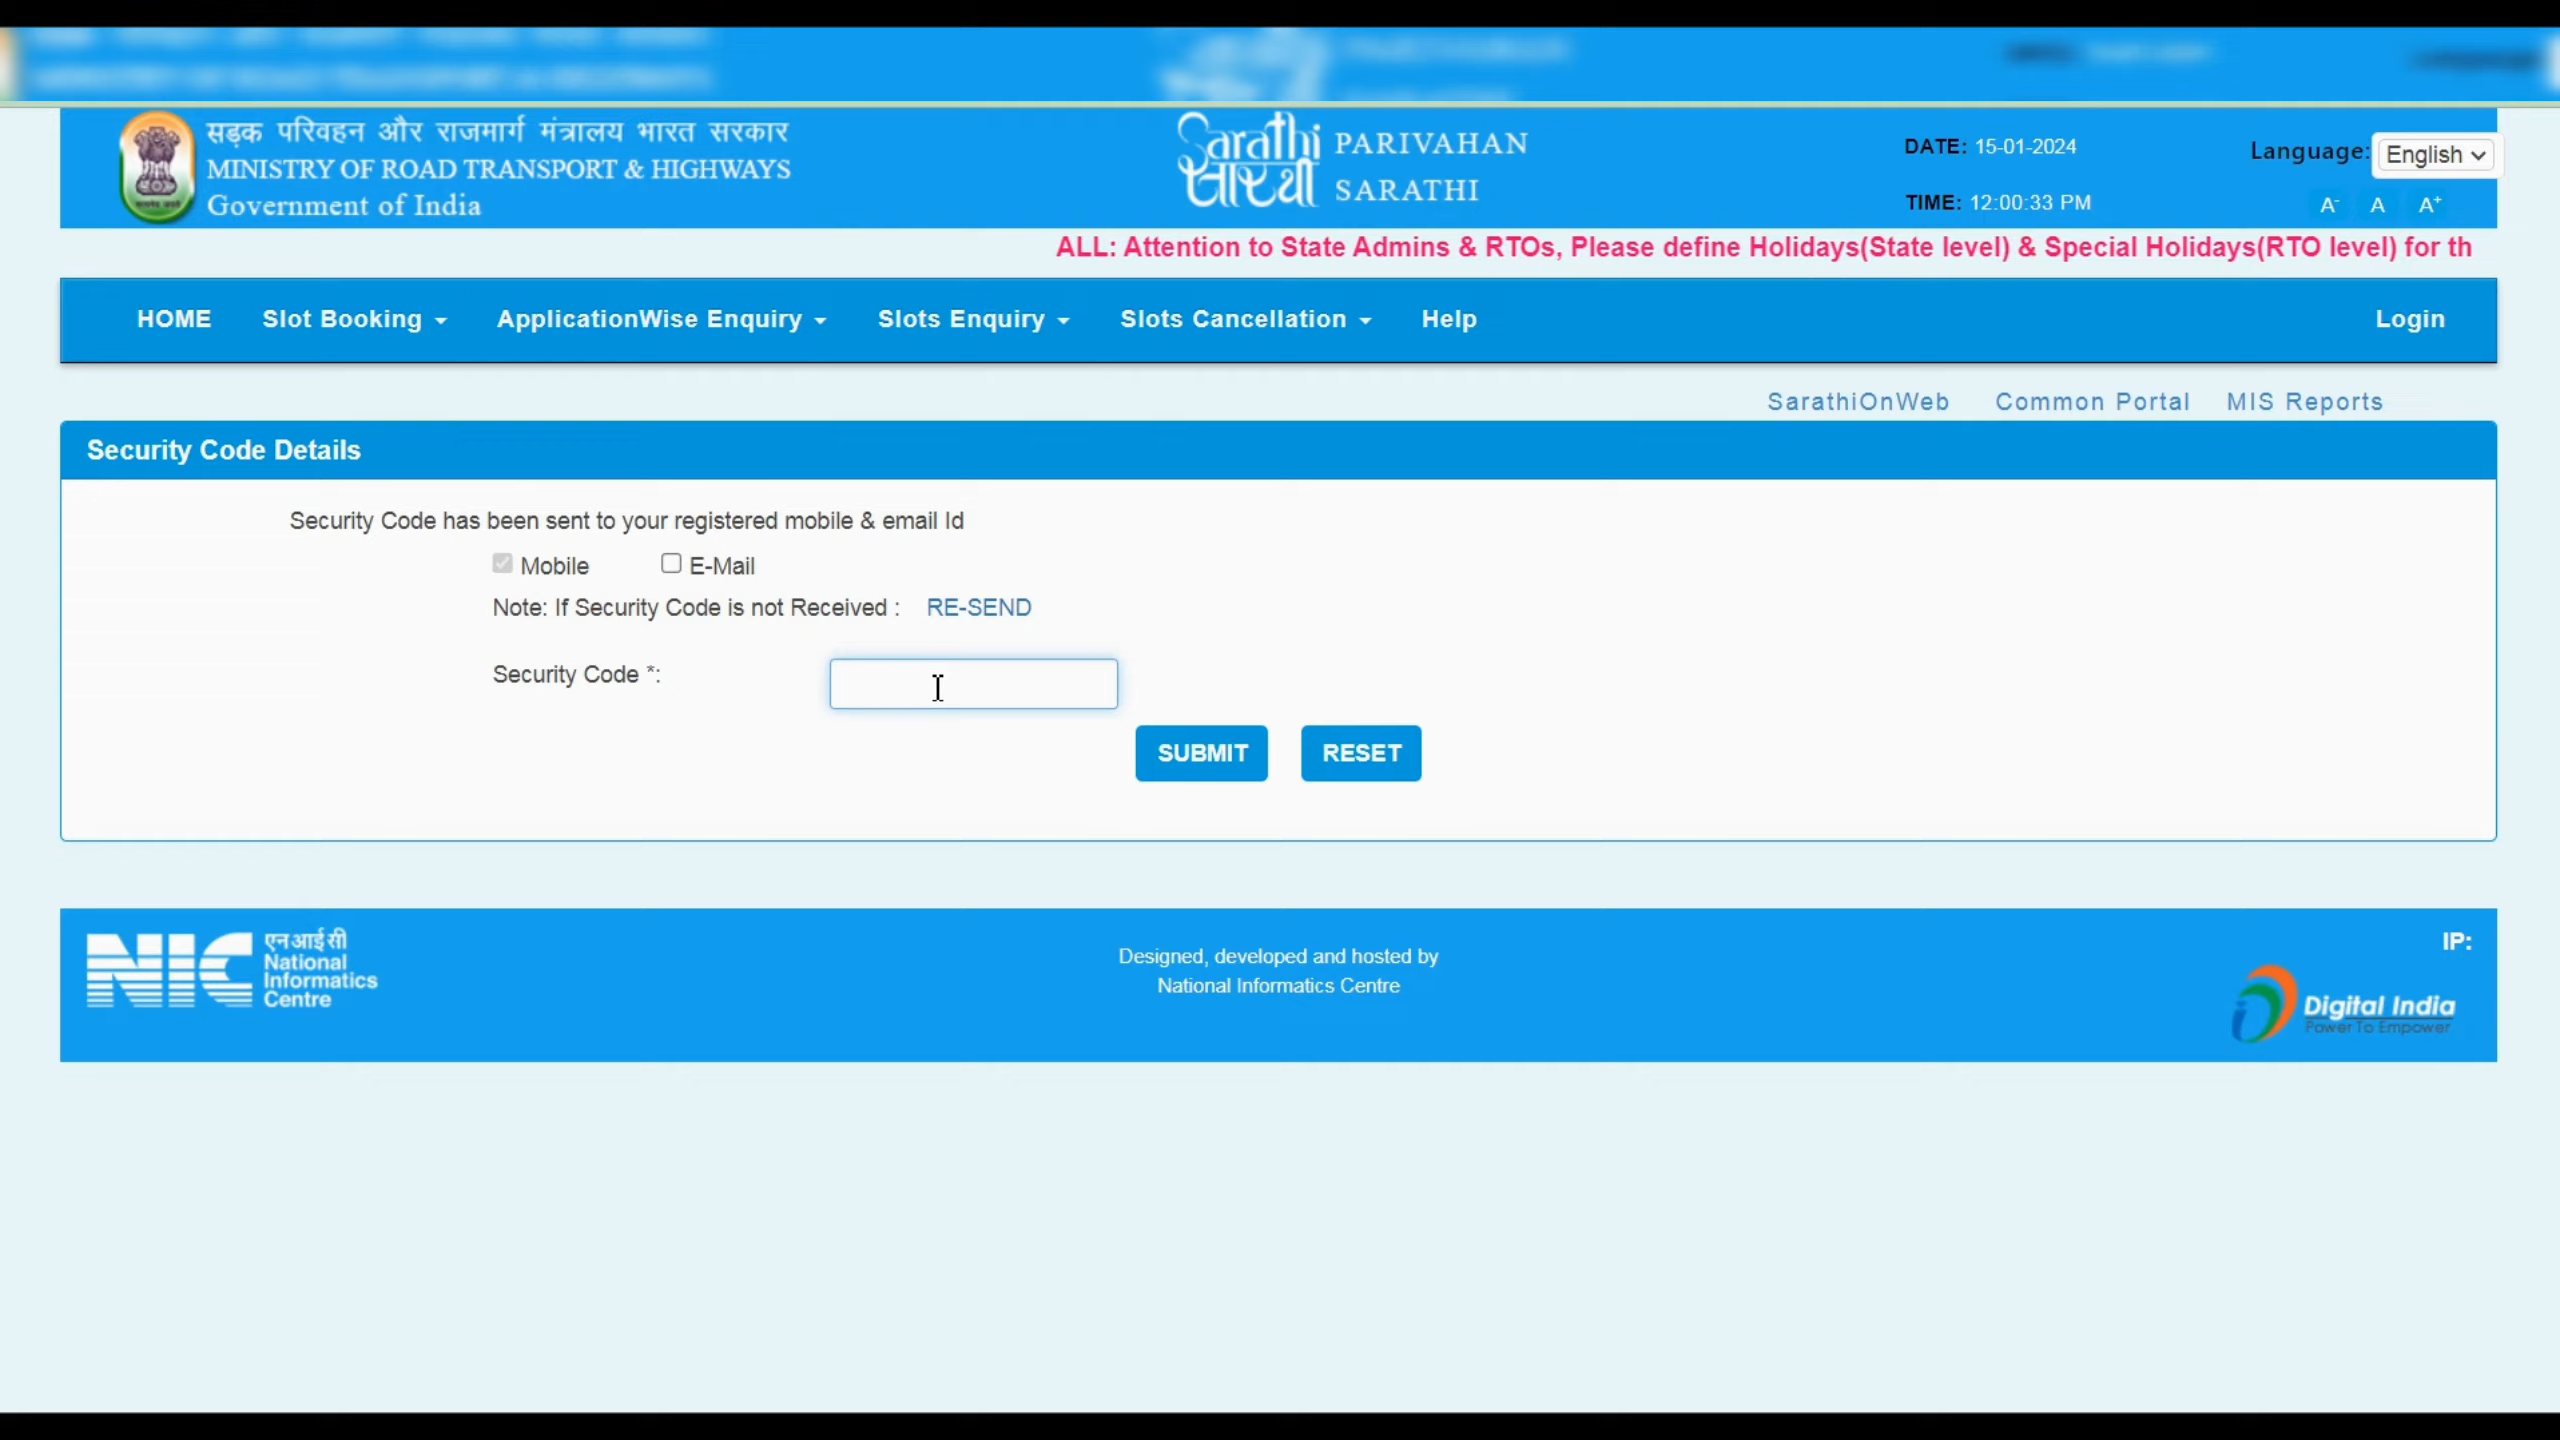 सड़क परिवहन और राजमार्ग मंत्रालय भारत सरकार
MINISTRY OF ROAD TRANSPORT & HIGHWAYS
Government of India
Sarathi
सारथी
PARIVAHAN
SARATHI
DATE: 15-01-2024
TIME: 12:00:33 PM
Language: English
A- A A+
ALL: Attention to State Admins & RTOs, Please define Holidays(State level) & Special Holidays(RTO level) for th
HOME Slot Booking ApplicationWise Enquiry Slots Enquiry Slots Cancellation Help Login
SarathiOnWeb Common Portal MIS Reports
Security Code Details
Security Code has been sent to your registered mobile & email Id
Mobile E-Mail
Note: If Security Code is not Received : RE-SEND
Security Code *:
SUBMIT RESET
NIC
एनआईसी
National
Informatics
Centre
Designed, developed and hosted by
National Informatics Centre
IP:
Digital India
Power To Empower